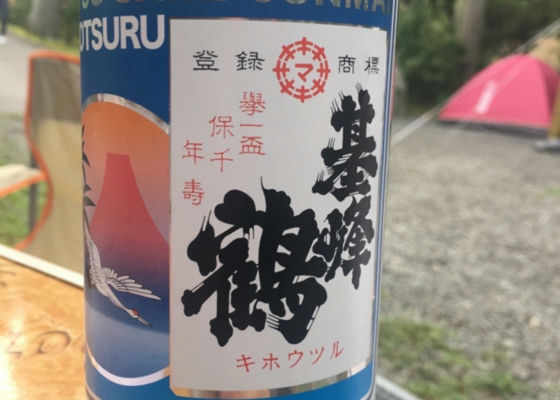 OTSURU
登録 マ 商標
基峰
鶴
擧一盃
保千
年壽
キホウツル